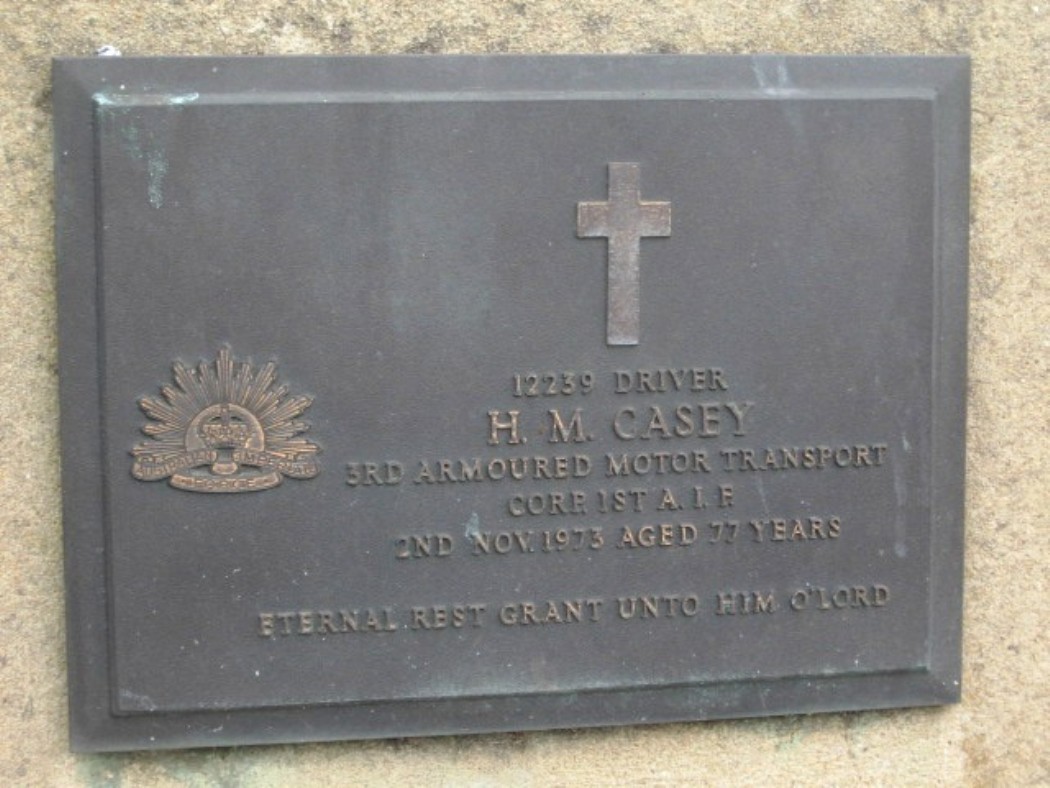 12239 DRIVER
H. M. CASEY
3RD ARMOURED MOTOR TRANSPORT
CORP. 1ST A. I. F.
2ND NOV. 1973 AGED 77 YEARS
ETERNAL REST GRANT UNTO HIM O'LORD